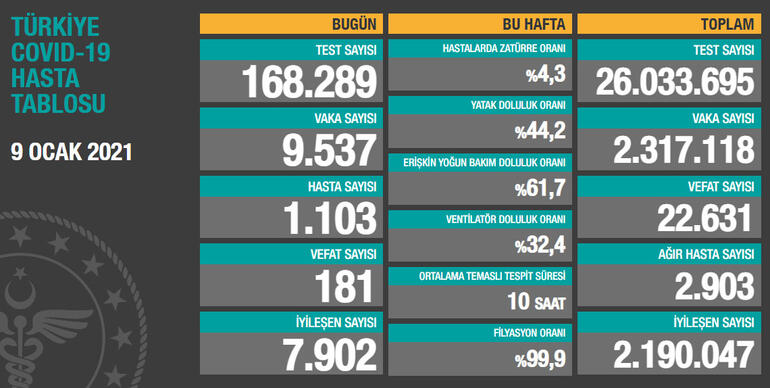 TÜRKİYE
COVID-19
HASTA
TABLOSU
9 OCAK 2021
BUGÜN
TEST SAYISI
168.289
VAKA SAYISI
9.537
HASTA SAYISI
1.103
VEFAT SAYISI
181
İYİLEŞEN SAYISI
7.902
BU HAFTA
HASTALARDA ZATÜRRE ORANI
%4,3
YATAK DOLULUK ORANI
%44,2
ERİŞKİN YOĞUN BAKIM DOLULUK ORANI
%61,7
VENTİLATÖR DOLULUK ORANI
%32,4
ORTALAMA TEMASLI TESPİT SÜRESİ
10 SAAT
FİLYASYON ORANI
%99,9
TOPLAM
TEST SAYISI
26.033.695
VAKA SAYISI
2.317.118
VEFAT SAYISI
22.631
AĞIR HASTA SAYISI
2.903
İYİLEŞEN SAYISI
2.190.047